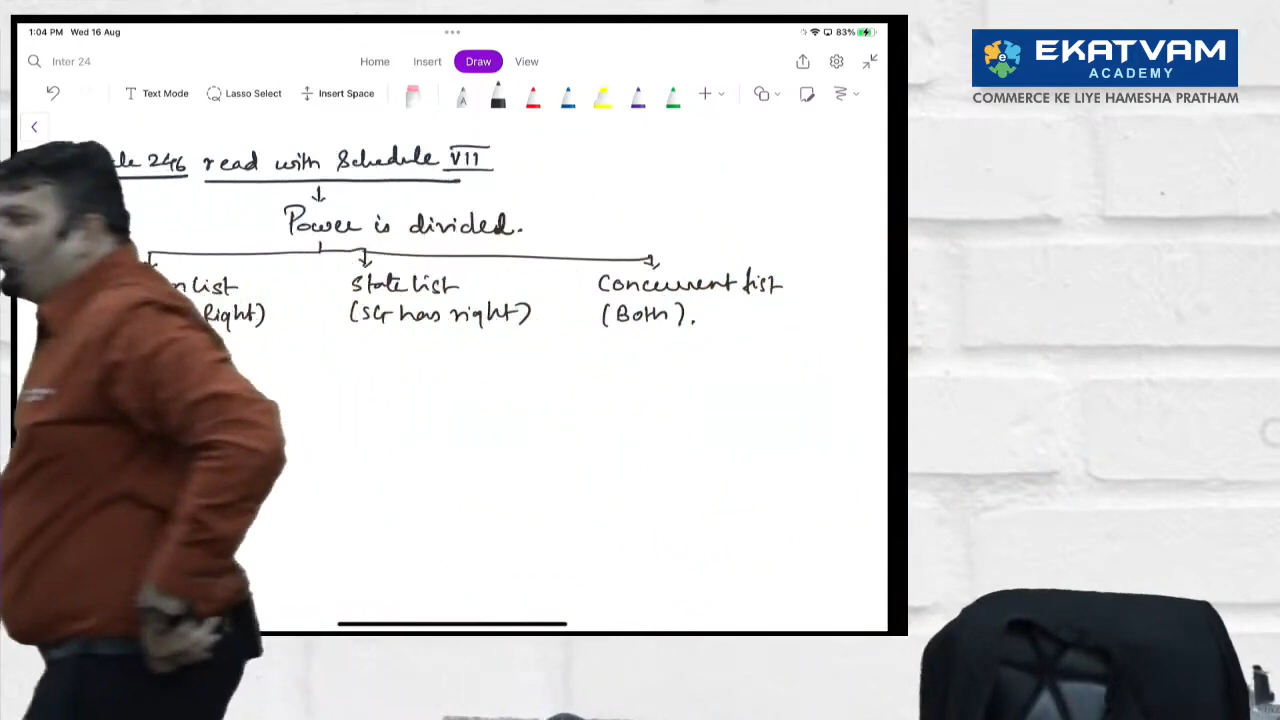 1:04 PM Wed 16 Aug
83%
Inter 24
Home Insert Draw View
Text Mode Lasso Select Insert Space
246 read with Schedule VII
Power is divided.
list State list Concurrent list
Right) (SG has right) (Both).
EKATVAM
ACADEMY
COMMERCE KE LIYE HAMESHA PRATHAM